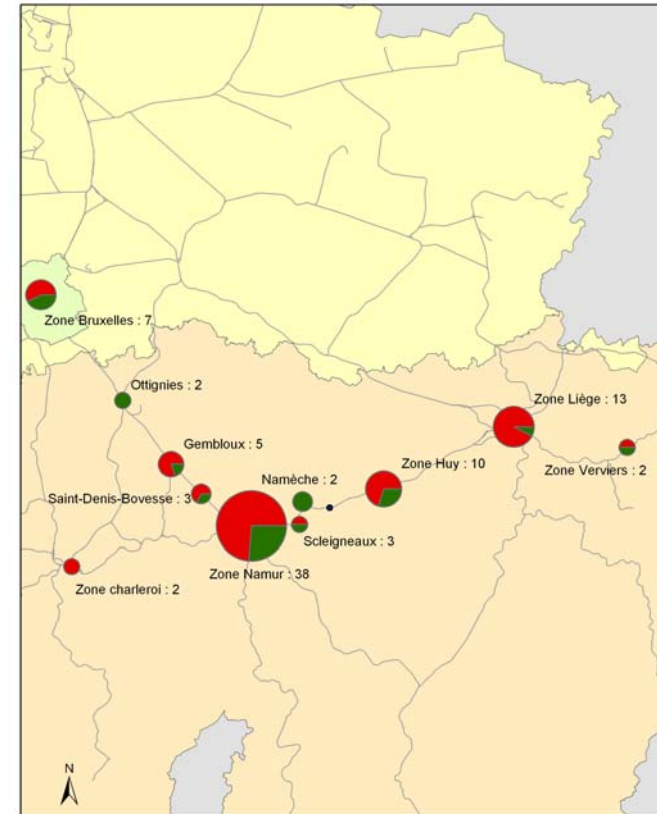 Zone Bruxelles : 7
Ottignies : 2
Zone Liège : 13
Gembloux : 5
Zone Huy : 10
Zone Verviers : 2
Namèche : 2
Saint-Denis-Bovesse : 3
Scleigneaux : 3
Zone Namur : 38
Zone charleroi : 2
N